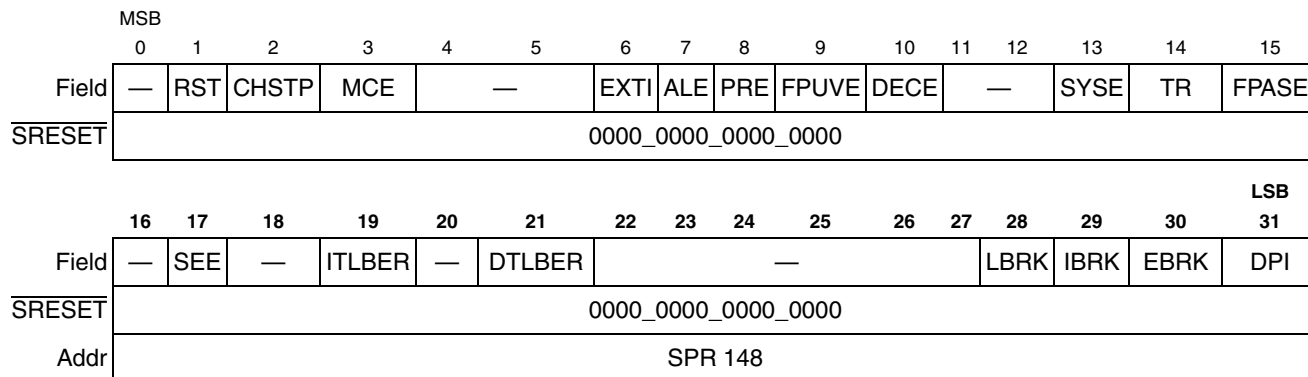 MSB
0 1 2 3 4 5 6 7 8 9 10 11 12 13 14 15
Field — RST CHSTP MCE — EXTI ALE PRE FPUVE DECE — SYSE TR FPASE
SRESET 0000_0000_0000_0000
LSB
16 17 18 19 20 21 22 23 24 25 26 27 28 29 30 31
Field — SEE — ITLBER — DTLBER — LBRK IBRK EBRK DPI
SRESET 0000_0000_0000_0000
Addr SPR 148